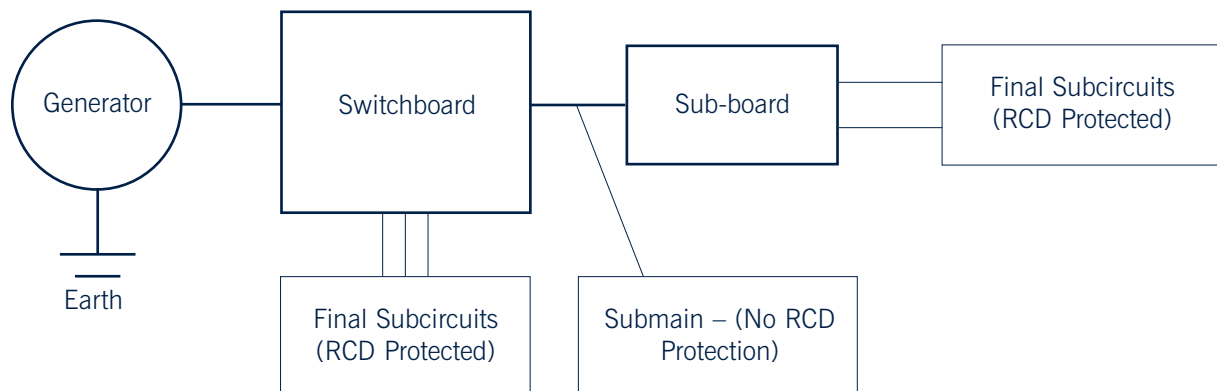 Generator
Switchboard
Sub-board
Final Subcircuits
(RCD Protected)
Earth
Final Subcircuits
(RCD Protected)
Submain – (No RCD
Protection)